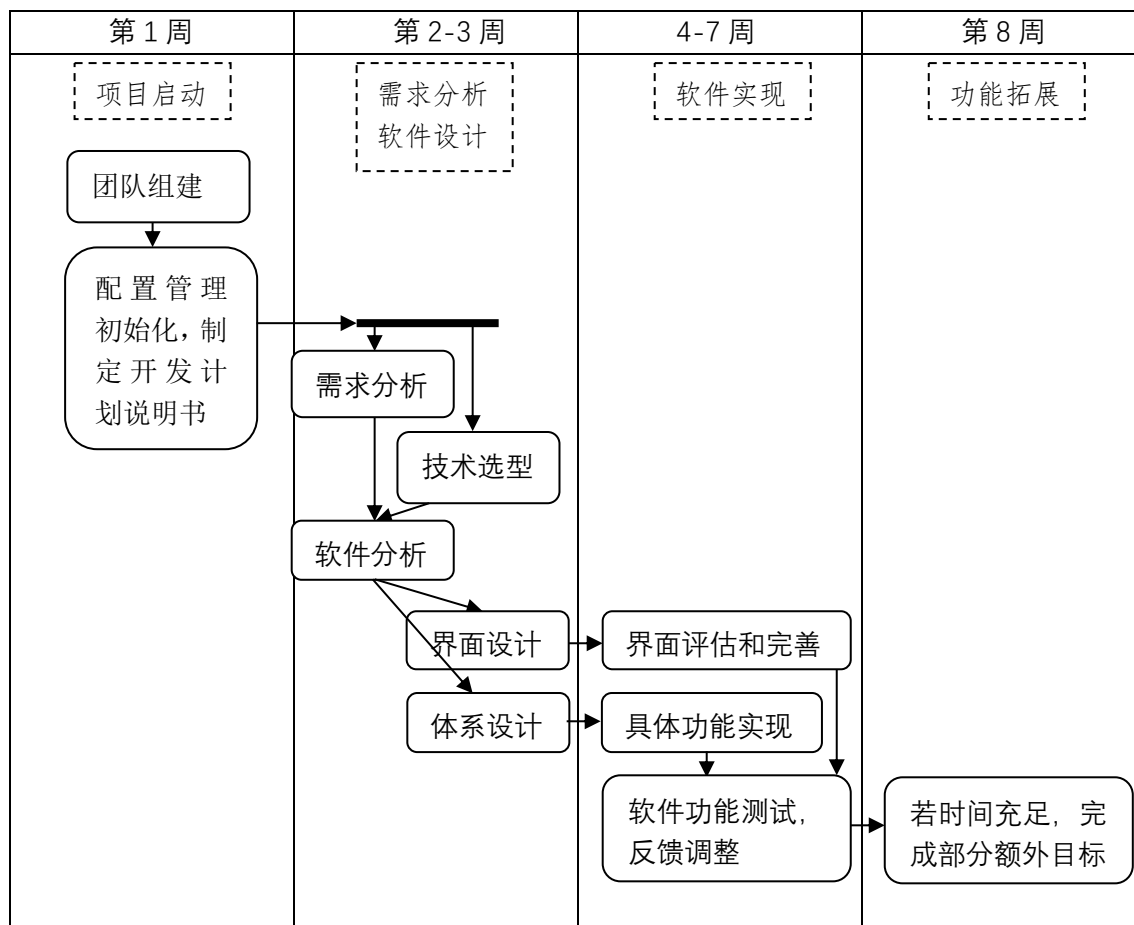 第 1 周
第 2-3 周
4-7 周
第 8 周
项目启动
需求分析
软件设计
软件实现
功能拓展
团队组建
配置管理
初始化，制
定开发计
划说明书
需求分析
技术选型
软件分析
界面设计
界面评估和完善
体系设计
具体功能实现
软件功能测试，
反馈调整
若时间充足，完
成部分额外目标